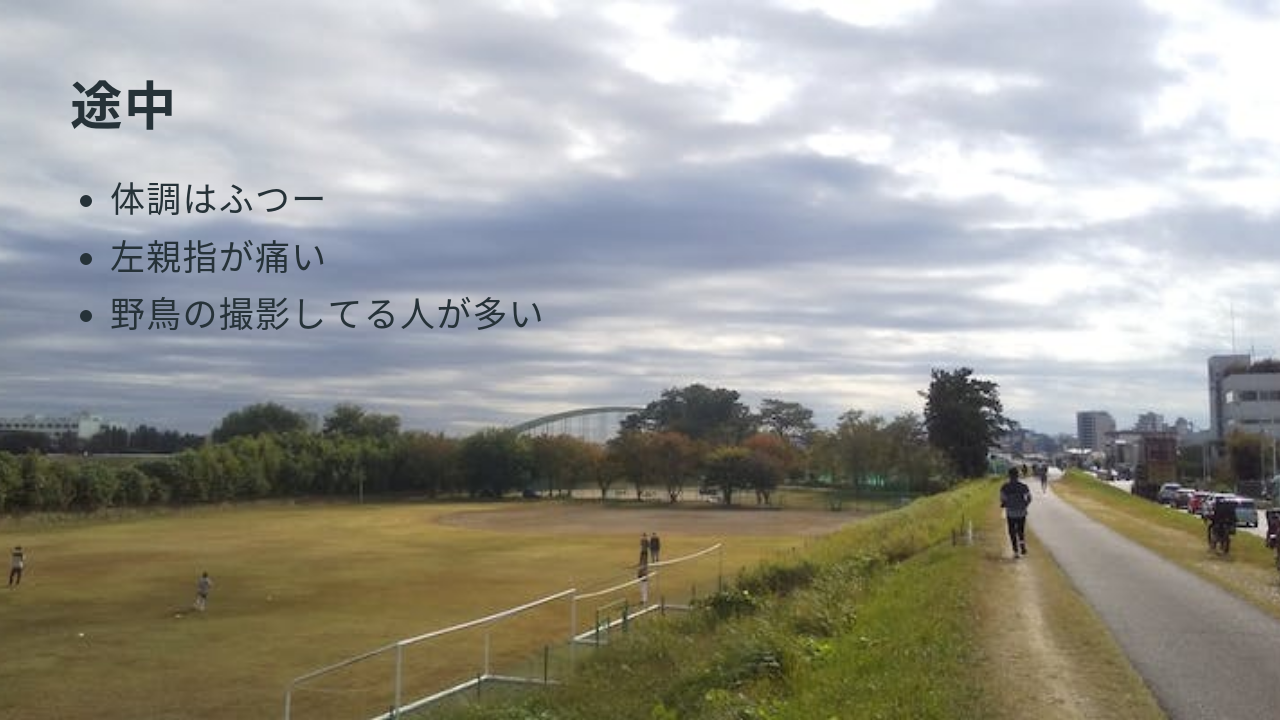 途中
体調はふつー
左親指が痛い
野鳥の撮影してる人が多い